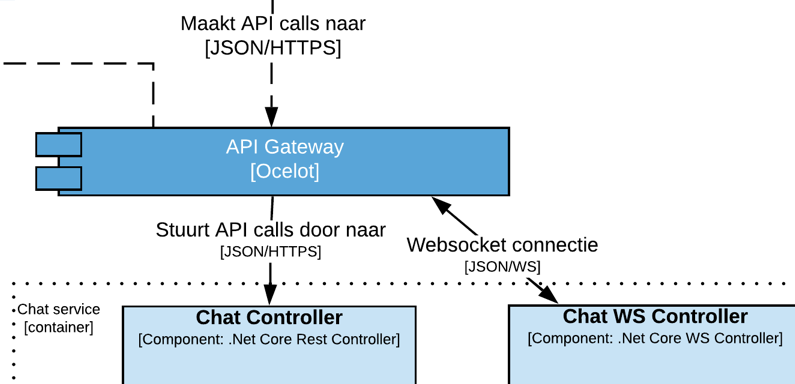 Maakt API calls naar
[JSON/HTTPS]
API Gateway
[Ocelot]
Stuurt API calls door naar
[JSON/HTTPS]
Websocket connectie
[JSON/WS]
Chat service
[container]
Chat Controller
[Component: .Net Core Rest Controller]
Chat WS Controller
[Component: .Net Core WS Controller]